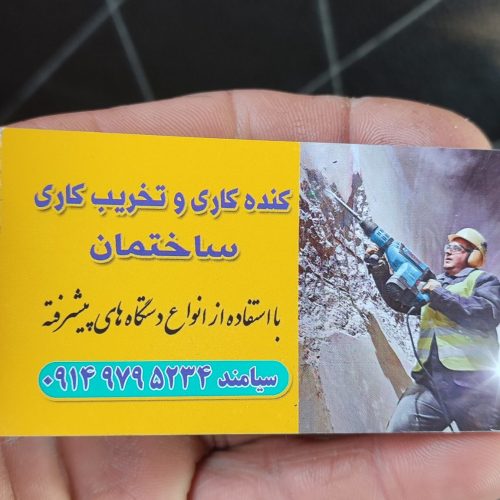 کنده کاری و تخریب کاری
ساختمان
با استفاده از انواع دستگاه های پیشرفته
سیامند ۰۹۱۴ ۹۷۹ ۵۲۳۴